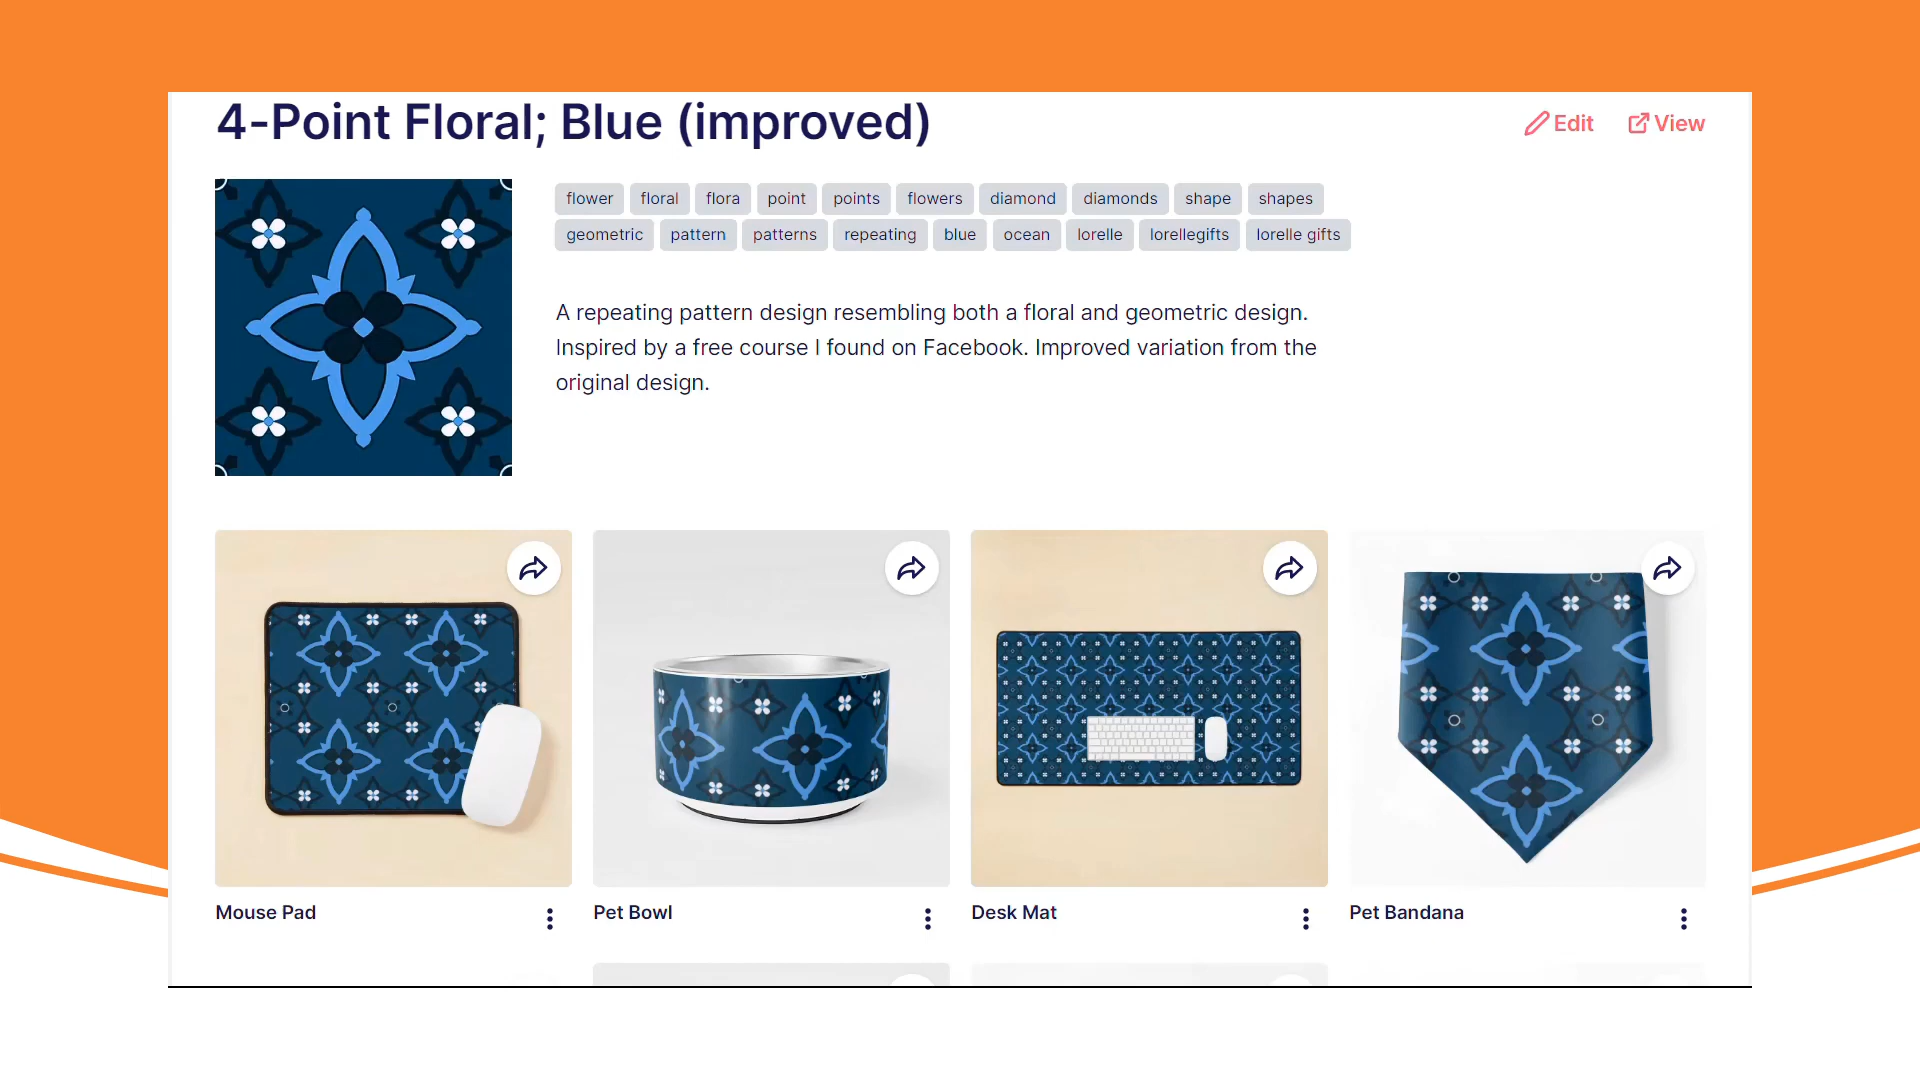 4-Point Floral; Blue (improved)
Edit
View
flower floral flora point points flowers diamond diamonds shape shapes
geometric pattern patterns repeating blue ocean lorelle lorellegifts lorelle gifts
A repeating pattern design resembling both a floral and geometric design.
Inspired by a free course I found on Facebook. Improved variation from the
original design.
Mouse Pad
Pet Bowl
Desk Mat
Pet Bandana